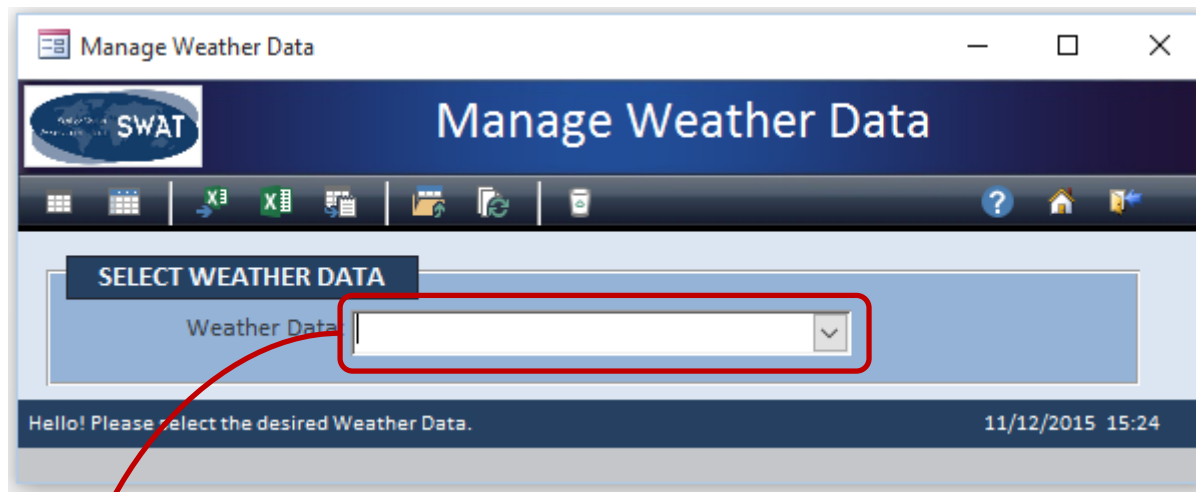 Manage Weather Data
SWAT
Manage Weather Data
?
SELECT WEATHER DATA
Weather Data:
Hello! Please select the desired Weather Data.
11/12/2015 15:24